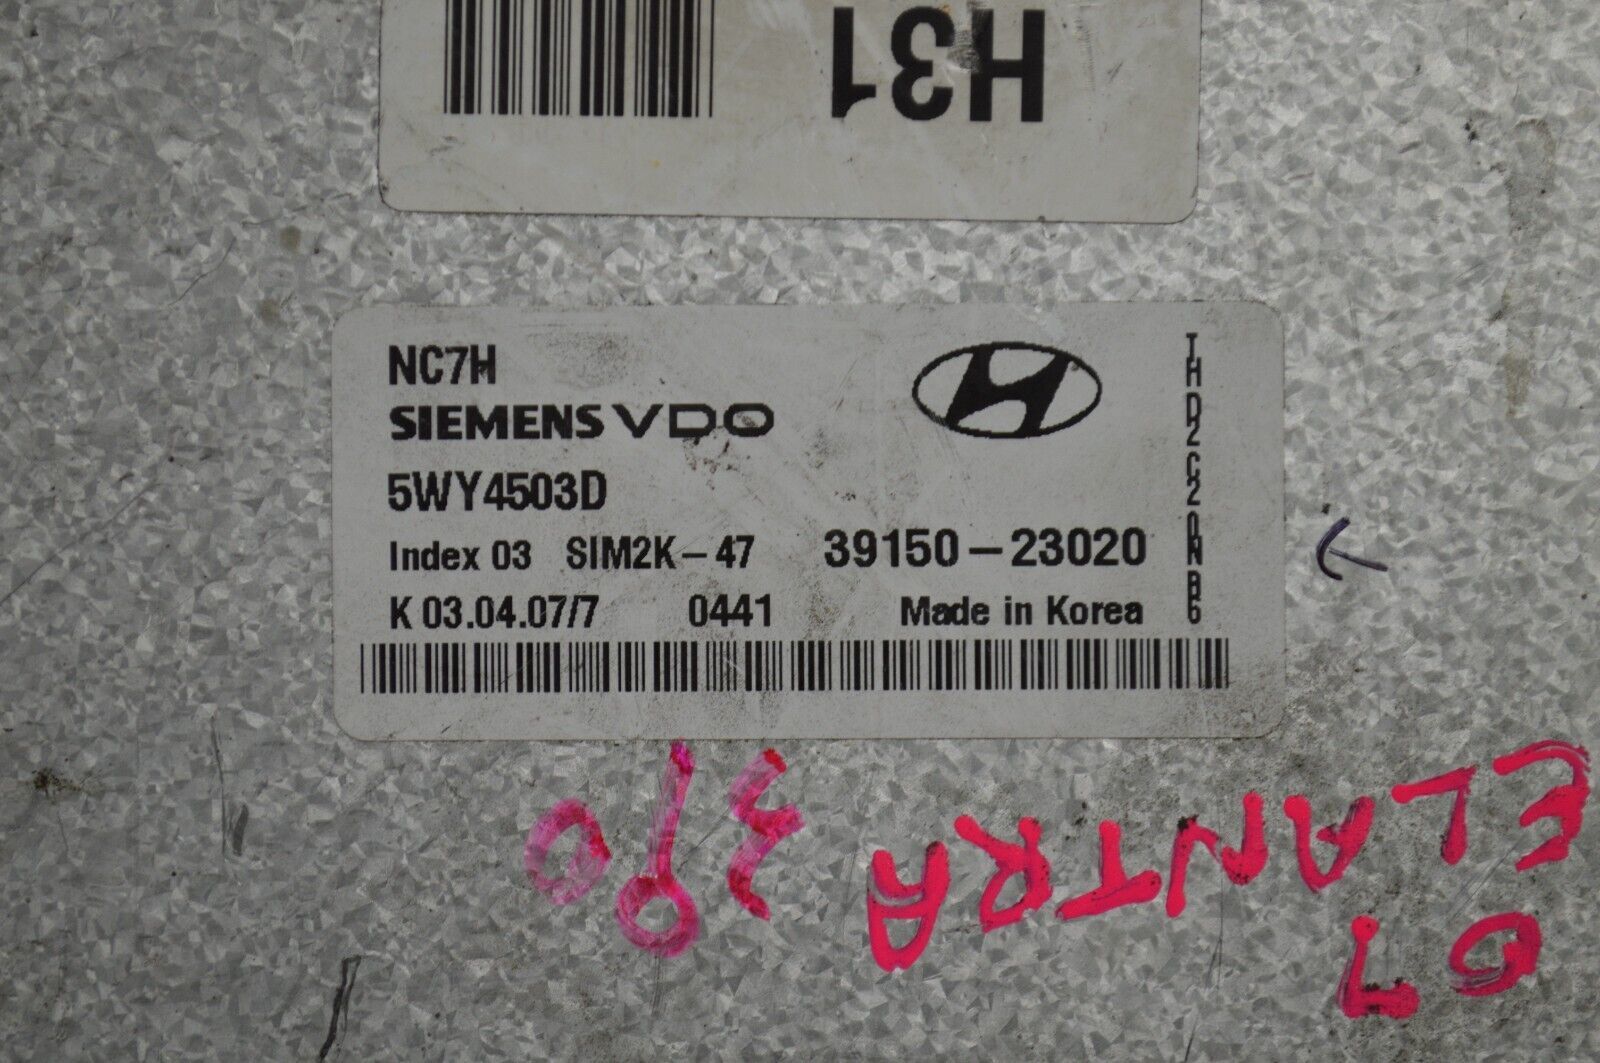 H31
NC7H
SIEMENS VDO
5WY4503D
Index 03 SIM2K-47 39150-23020
K 03.04.07/7 0441 Made in Korea
07
ELANTRA